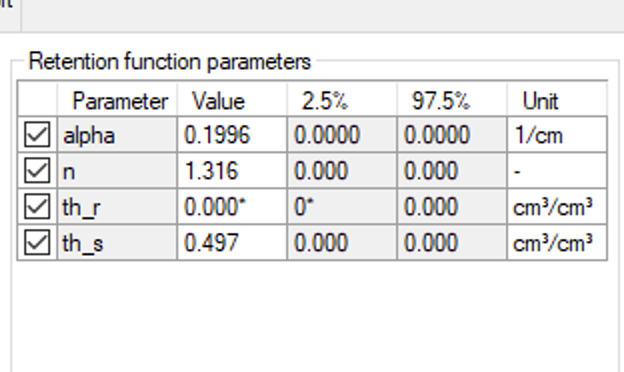 Retention function parameters
Parameter Value 2.5% 97.5% Unit
alpha 0.1996 0.0000 0.0000 1/cm
n 1.316 0.000 0.000 -
th_r 0.000* 0* 0.000 cm³/cm³
th_s 0.497 0.000 0.000 cm³/cm³